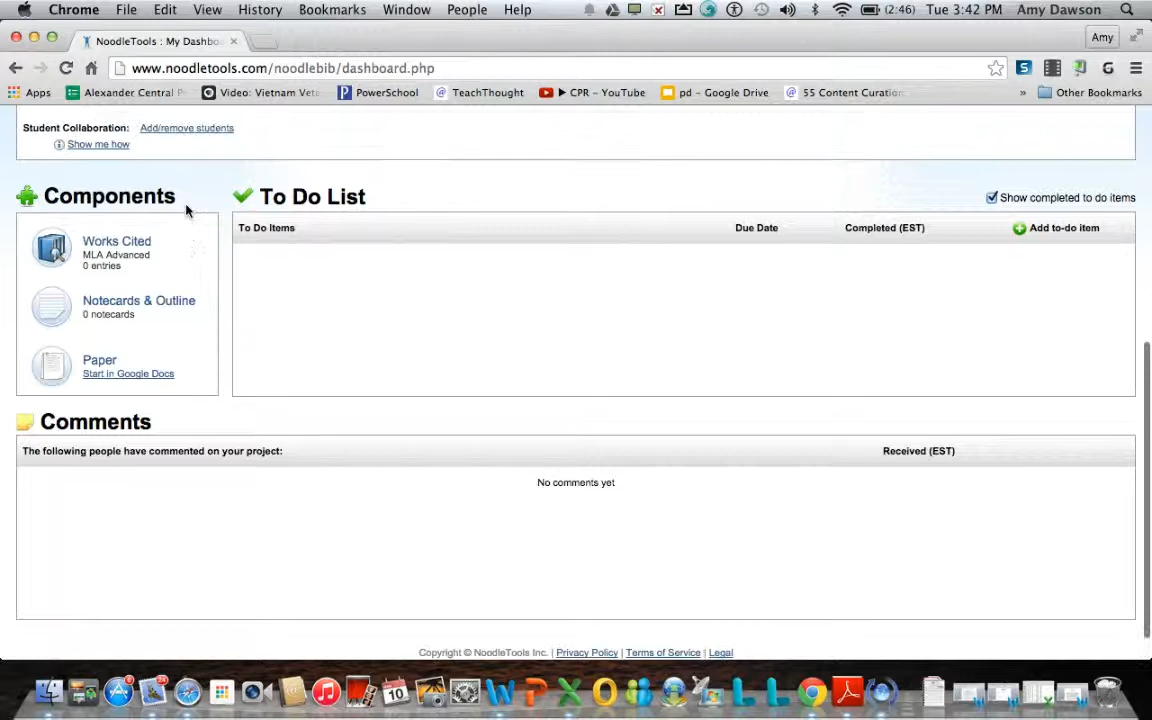 Chrome File Edit View History Bookmarks Window People Help (2:46) Tue 3:42 PM Amy Dawson
NoodleTools : My Dashbo Amy
www.noodletools.com/noodlebib/dashboard.php
Apps Alexander Central P Video: Vietnam Vete PowerSchool TeachThought ▶ CPR – YouTube pd – Google Drive 55 Content Curation » Other Bookmarks
Student Collaboration: Add/remove students
Show me how
Components To Do List Show completed to do items
To Do Items Due Date Completed (EST) Add to-do item
Works Cited
MLA Advanced
0 entries
Notecards & Outline
0 notecards
Paper
Start in Google Docs
Comments
The following people have commented on your project: Received (EST)
No comments yet
Copyright © NoodleTools Inc. | Privacy Policy | Terms of Service | Legal